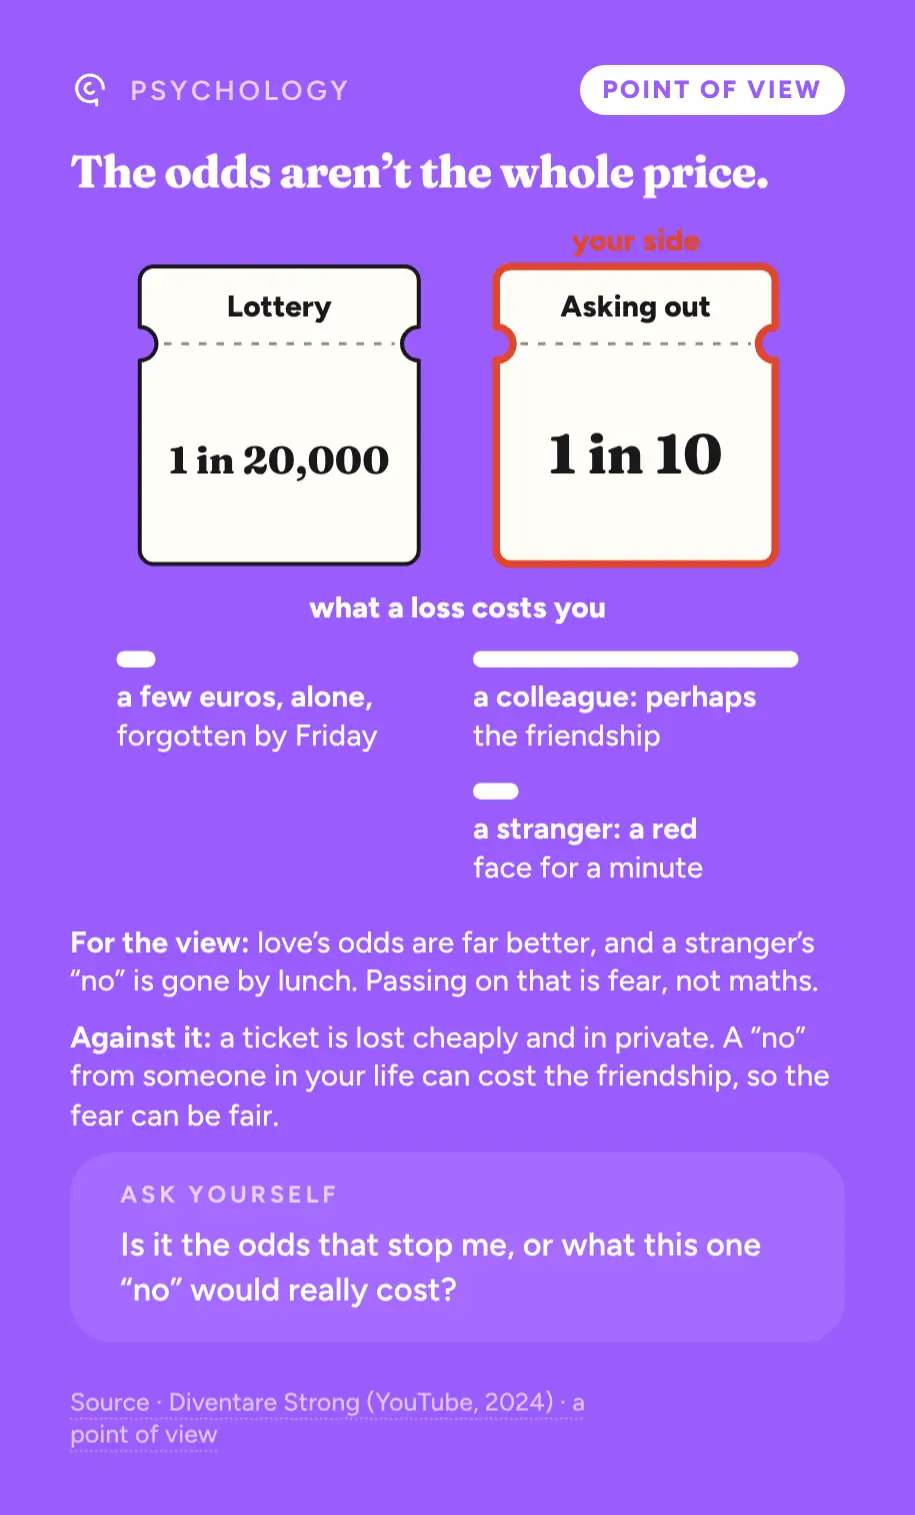 PSYCHOLOGY
POINT OF VIEW
The odds aren’t the whole price.
your side
Lottery
Asking out
1 in 20,000
1 in 10
what a loss costs you
a few euros, alone,
forgotten by Friday
a colleague: perhaps
the friendship
a stranger: a red
face for a minute
For the view: love’s odds are far better, and a stranger’s
“no” is gone by lunch. Passing on that is fear, not maths.
Against it: a ticket is lost cheaply and in private. A “no”
from someone in your life can cost the friendship, so the
fear can be fair.
ASK YOURSELF
Is it the odds that stop me, or what this one
“no” would really cost?
Source · Diventare Strong (YouTube, 2024) · a
point of view